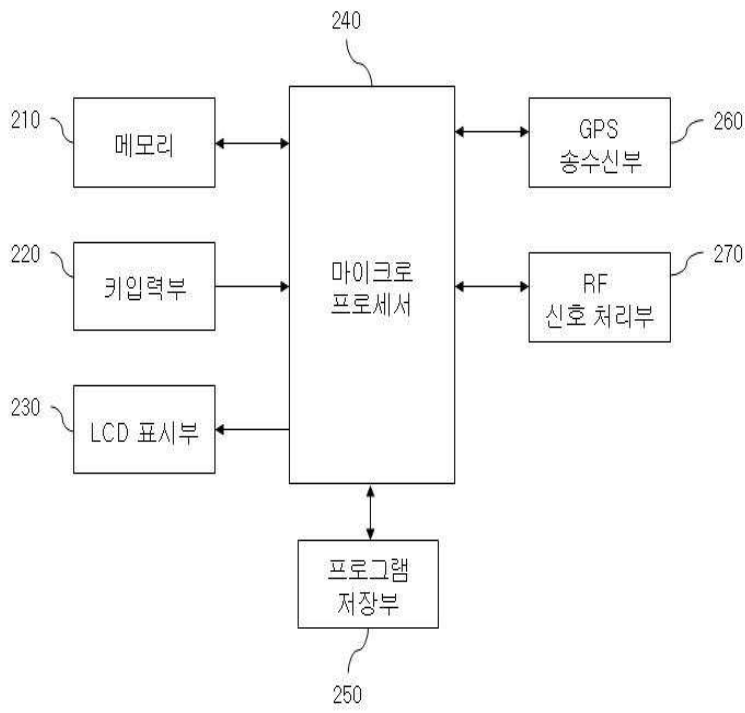 240
210
메모리
GPS
송수신부
260
220
키입력부
마이크로
프로세서
RF
신호 처리부
270
230
LCD 표시부
프로그램
저장부
250